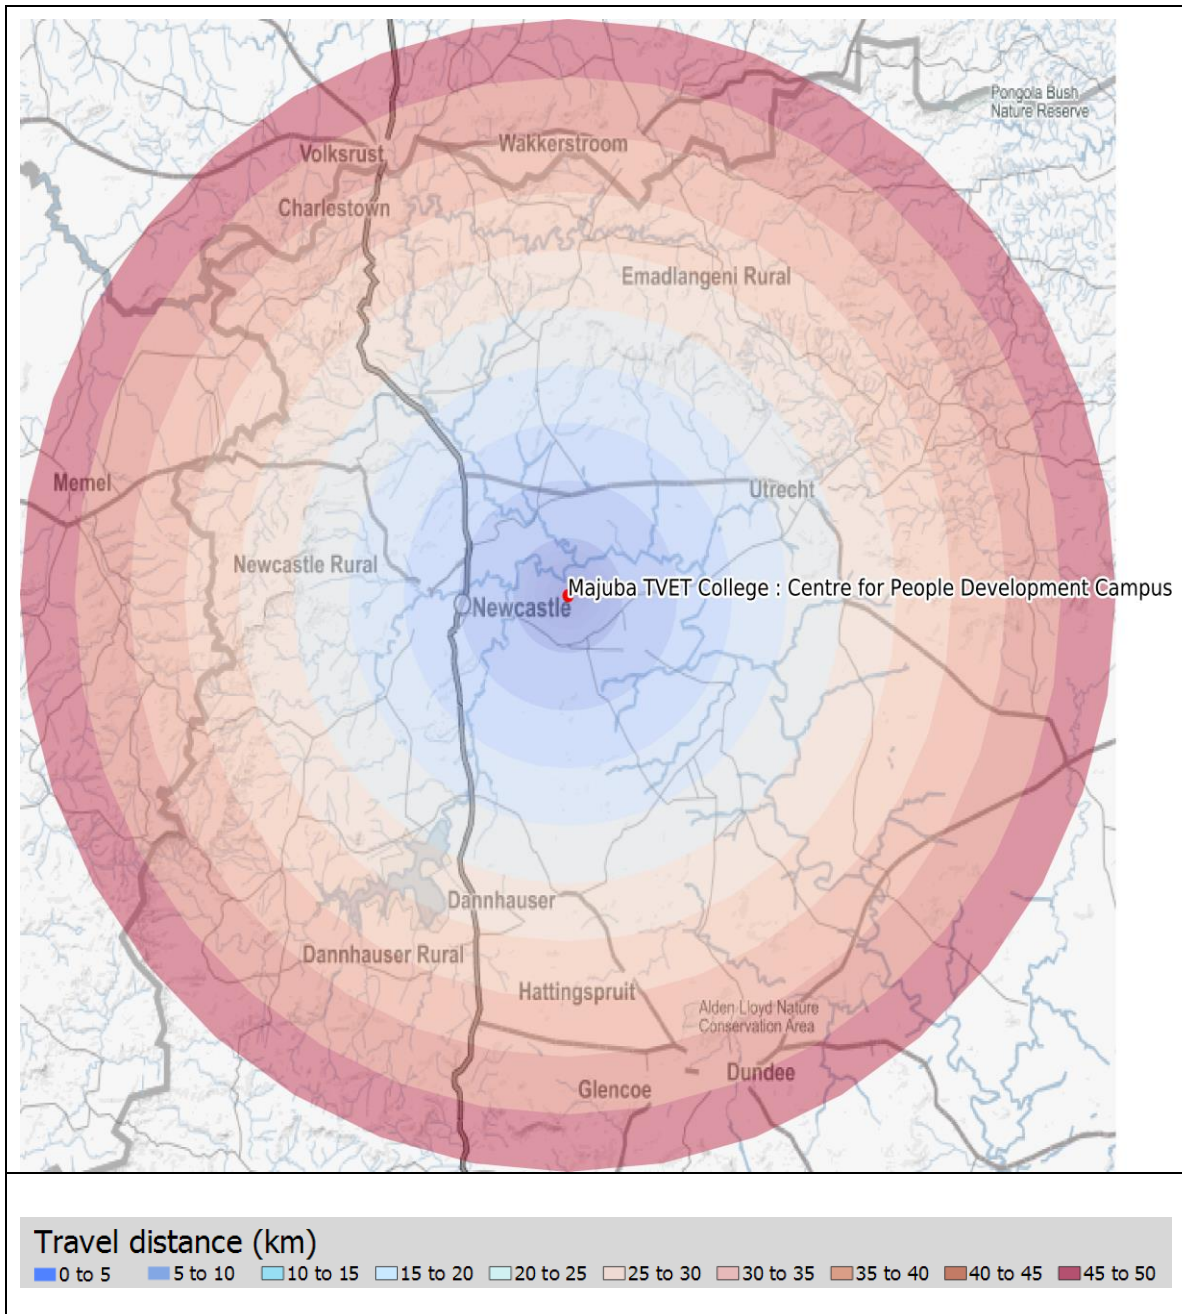 Pongola Bush
Nature Reserve
Wakkerstroom
Volksrust
Charlestown
Emadlangeni Rural
Memel
Utrecht
Newcastle Rural
Majuba TVET College : Centre for People Development Campus
Newcastle
Dannhauser
Dannhauser Rural
Hattingspruit
Alden Lloyd Nature
Conservation Area
Dundee
Glencoe
Travel distance (km)
0 to 5 5 to 10 10 to 15 15 to 20 20 to 25 25 to 30 30 to 35 35 to 40 40 to 45 45 to 50